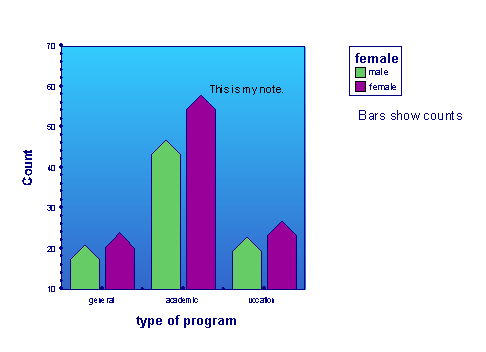 70
60
50
40
30
20
10
Count
This is my note.
general
academic
vocation
type of program
female
male
female
Bars show counts